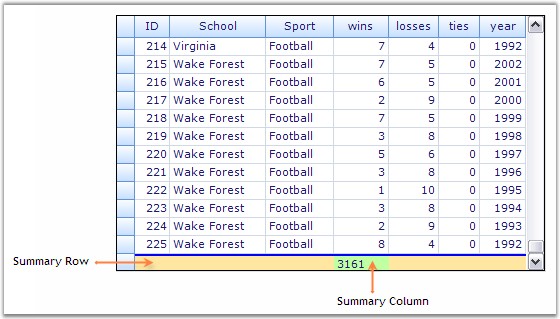 ID School Sport wins losses ties year
214 Virginia Football 7 4 0 1992
215 Wake Forest Football 7 5 0 2002
216 Wake Forest Football 6 5 0 2001
217 Wake Forest Football 2 9 0 2000
218 Wake Forest Football 7 5 0 1999
219 Wake Forest Football 3 8 0 1998
220 Wake Forest Football 5 6 0 1997
221 Wake Forest Football 3 8 0 1996
222 Wake Forest Football 1 10 0 1995
223 Wake Forest Football 3 8 0 1994
224 Wake Forest Football 2 9 0 1993
225 Wake Forest Football 8 4 0 1992
Summary Row 3161
Summary Column